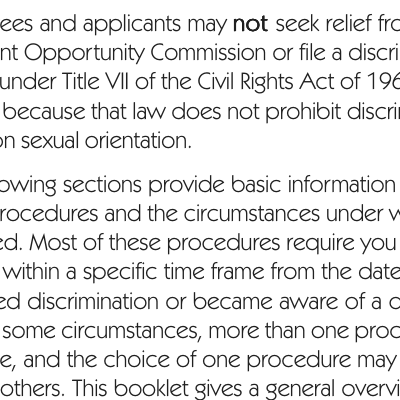 ees and applicants may not seek relief fr
nt Opportunity Commission or file a discri
under Title VII of the Civil Rights Act of 196
because that law does not prohibit discri
on sexual orientation.
owing sections provide basic information
rocedures and the circumstances under w
ed. Most of these procedures require you
within a specific time frame from the date
ed discrimination or became aware of a d
some circumstances, more than one proc
e, and the choice of one procedure may
others. This booklet gives a general overvi